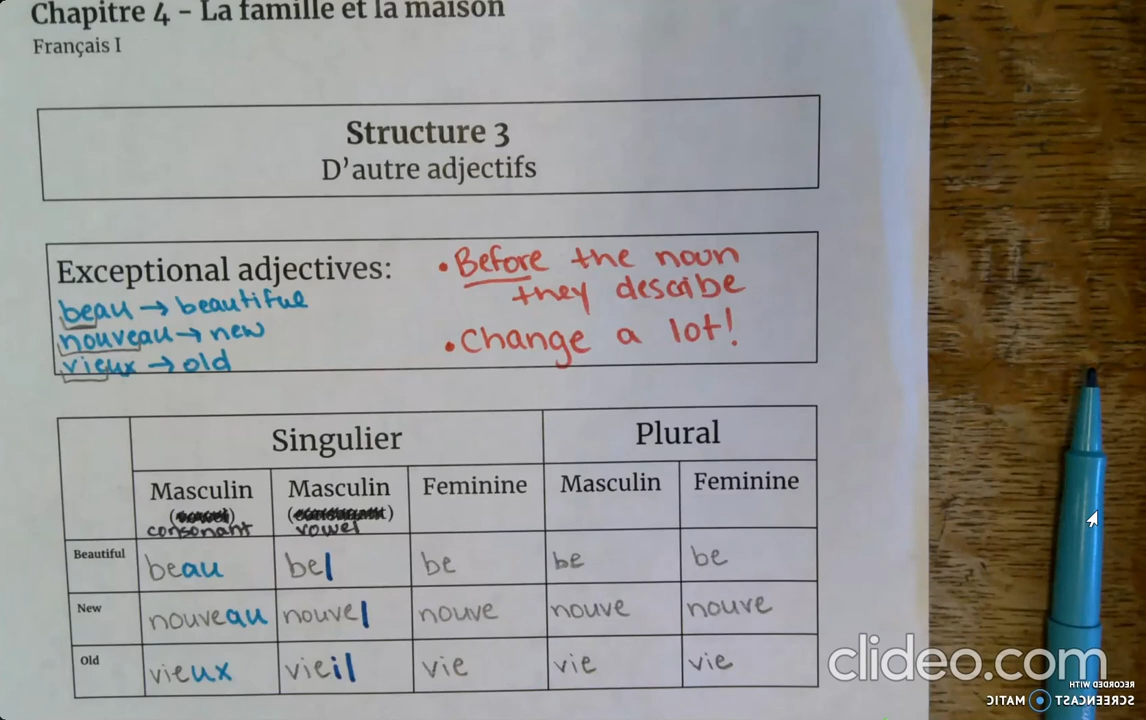 Chapitre 4 - La famille et la maison
Français I
Structure 3
D'autre adjectifs
Exceptional adjectives:
beau → beautiful
nouveau → new
vieux → old
• Before the noun
they describe
• Change a lot!
Singulier Plural
Masculin Masculin Feminine Masculin Feminine
consonant vowel
Beautiful beau bel be be be
New nouveau nouvel nouve nouve nouve
Old vieux vieil vie vie vie
clideo.com
RECORDED WITH
SCREENCAST MATIC